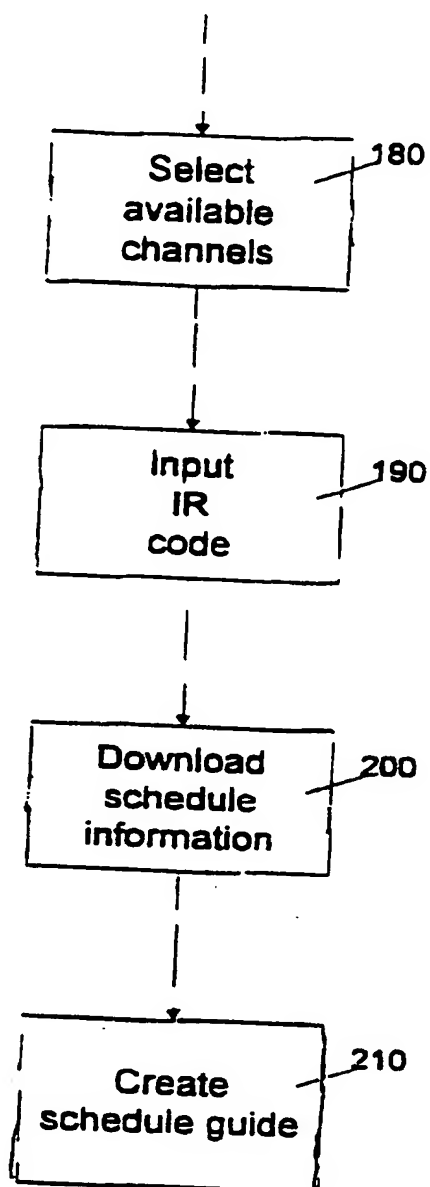 180
Select
available
channels
190
Input
IR
code
200
Download
schedule
information
210
Create
schedule guide